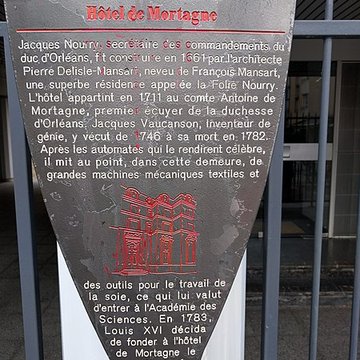 Hôtel de Mortagne
Jacques Nourry, secrétaire des commandements du
duc d'Orléans, fit construire en 1661 par l'architecte
Pierre Delisle-Mansart, neveu de François Mansart,
une superbe résidence appelée la Folie Nourry.
L'hôtel appartint en 1711 au comte Antoine de
Mortagne, premier écuyer de la duchesse
d'Orléans. Jacques Vaucanson, inventeur de
génie, y vécut de 1746 à sa mort en 1782.
Après les automates qui le rendirent célèbre,
il mit au point, dans cette demeure, de
grandes machines mécaniques textiles et
des outils pour le travail de
la soie, ce qui lui valut
d'entrer à l'Académie des
Sciences. En 1783,
Louis XVI décida
de fonder à l'hôtel
de Mortagne le